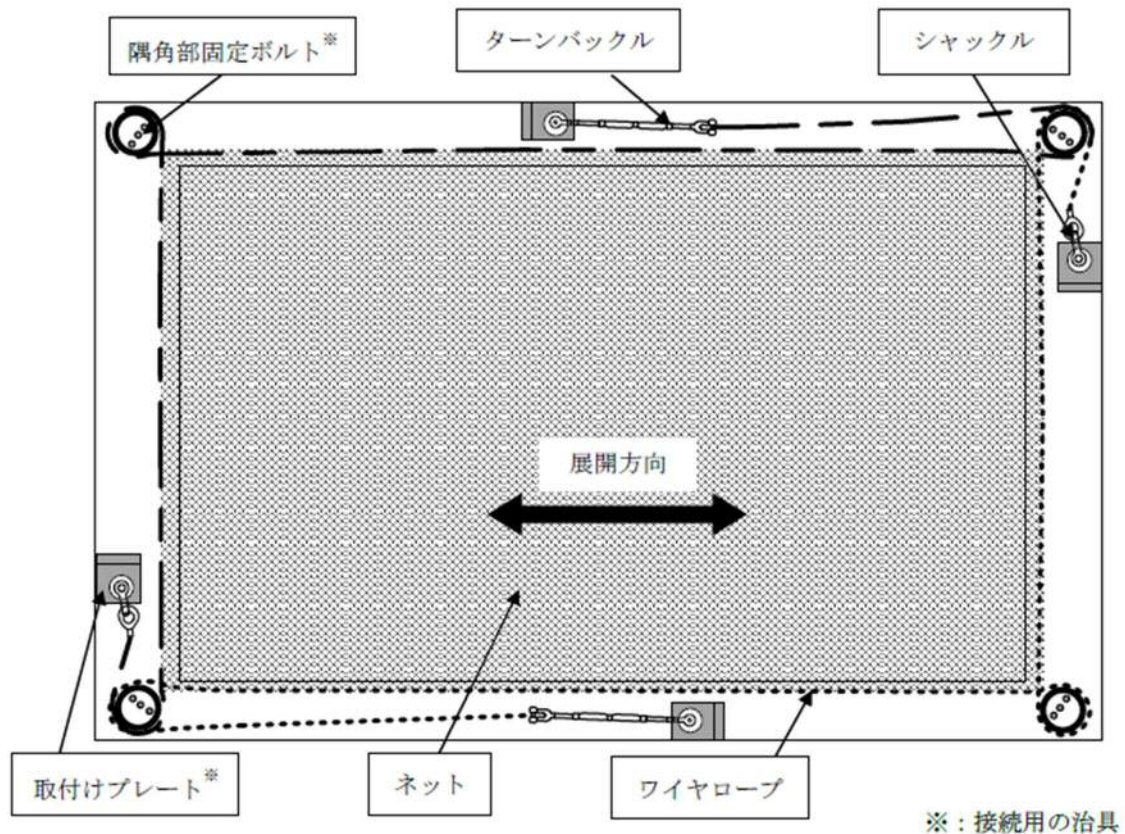 隅角部固定ボルト※
ターンバックル
シャックル
展開方向
取付けプレート※
ネット
ワイヤロープ
※：接続用の治具